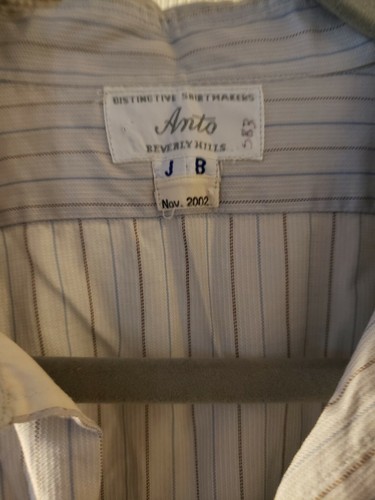 DISTINCTIVE SHIRTMAKERS
Anto
BEVERLY HILLS
J B
Nov. 2002